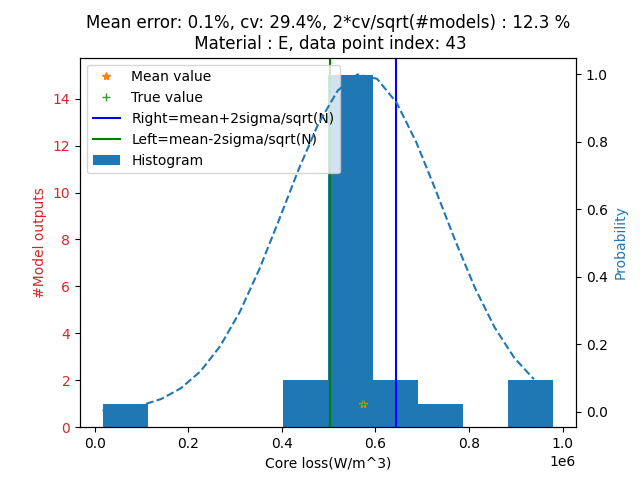 Mean error: 0.1%, cv: 29.4%, 2*cv/sqrt(#models) : 12.3 %
Material : E, data point index: 43
Mean value
True value
Right=mean+2sigma/sqrt(N)
Left=mean-2sigma/sqrt(N)
Histogram
#Model outputs
14
12
10
8
6
4
2
0
1.0
0.8
0.6
0.4
0.2
0.0
Probability
0.0 0.2 0.4 0.6 0.8 1.0
1e6
Core loss(W/m^3)